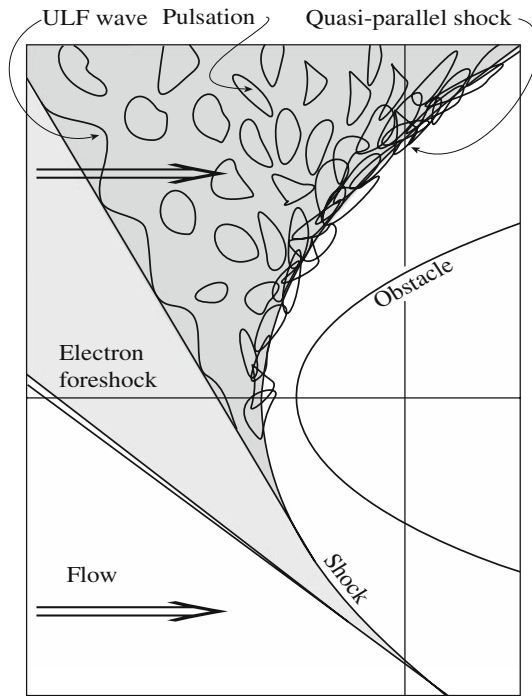 ULF wave Pulsation Quasi-parallel shock
Obstacle
Electron
foreshock
Flow
Shock